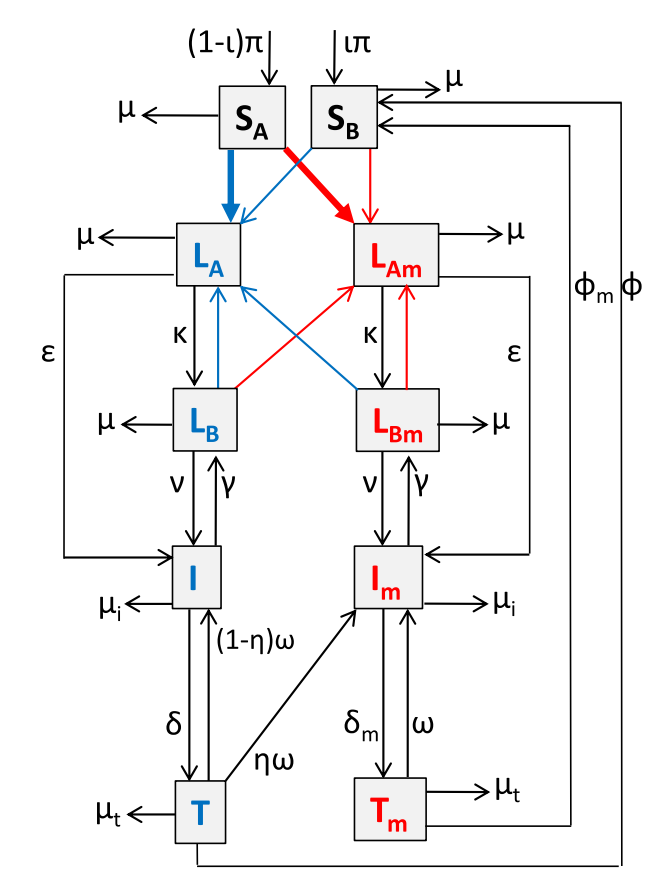 (1-ι)π ιπ
μ S_A S_B μ
μ L_A L_Am μ
ε κ κ ε ϕ_m ϕ
μ L_B L_Bm μ
ν γ ν γ
I I_m
μ_i μ_i
(1-η)ω
δ ηω δ_m ω
μ_t T T_m μ_t